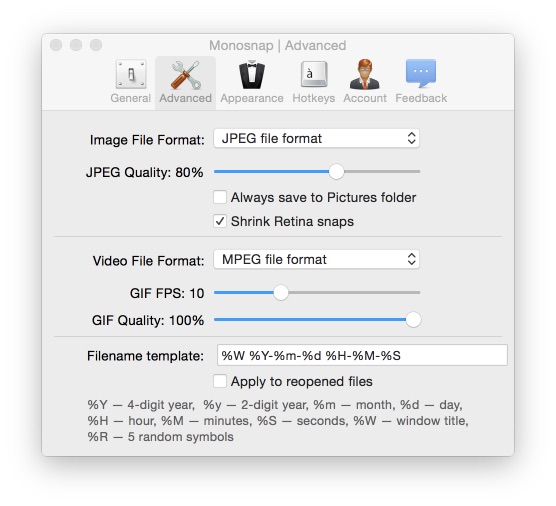 Monosnap | Advanced
General Advanced Appearance Hotkeys Account Feedback
Image File Format: JPEG file format
JPEG Quality: 80%
Always save to Pictures folder
Shrink Retina snaps
Video File Format: MPEG file format
GIF FPS: 10
GIF Quality: 100%
Filename template: %W %Y-%m-%d %H-%M-%S
Apply to reopened files
%Y — 4-digit year, %y — 2-digit year, %m — month, %d — day,
%H — hour, %M — minutes, %S — seconds, %W — window title,
%R — 5 random symbols